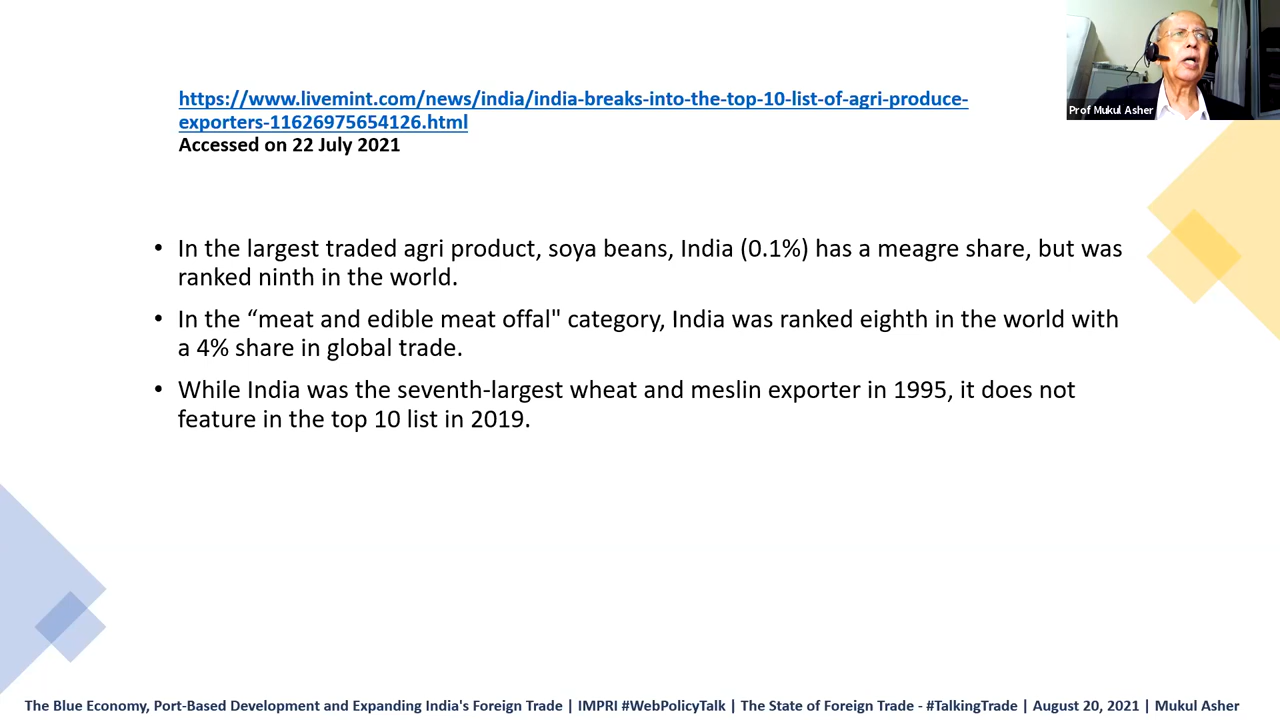 https://www.livemint.com/news/india/india-breaks-into-the-top-10-list-of-agri-produce-
exporters-11626975654126.html
Accessed on 22 July 2021
Prof Mukul Asher
• In the largest traded agri product, soya beans, India (0.1%) has a meagre share, but was
ranked ninth in the world.
• In the “meat and edible meat offal" category, India was ranked eighth in the world with
a 4% share in global trade.
• While India was the seventh-largest wheat and meslin exporter in 1995, it does not
feature in the top 10 list in 2019.
The Blue Economy, Port-Based Development and Expanding India's Foreign Trade | IMPRI #WebPolicyTalk | The State of Foreign Trade - #TalkingTrade | August 20, 2021 | Mukul Asher